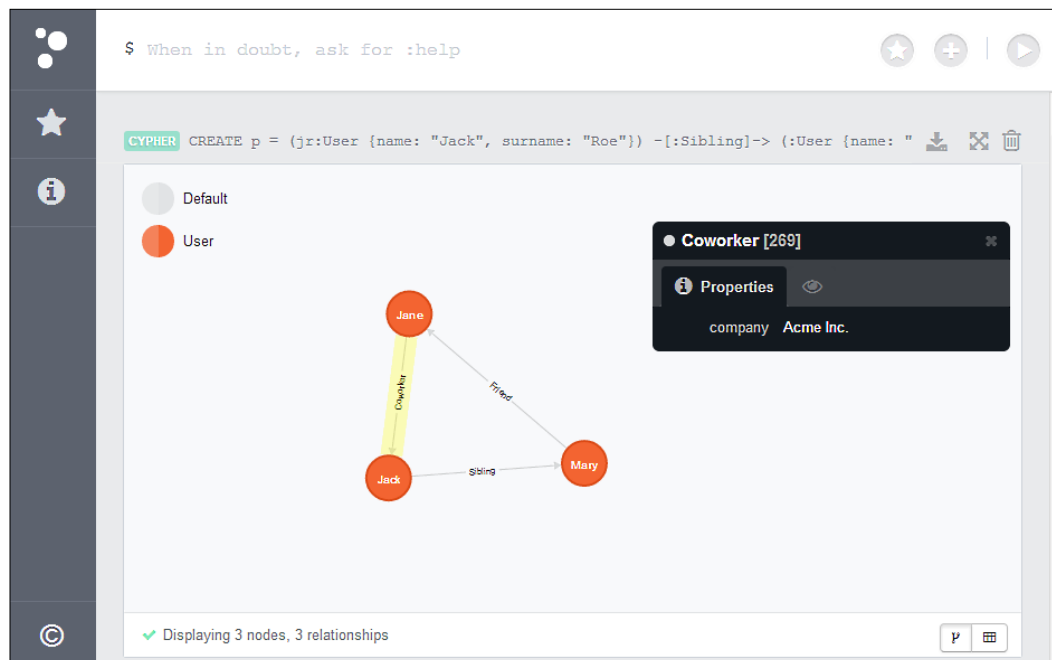 $ When in doubt, ask for :help
CYPHER CREATE p = (jr:User {name: "Jack", surname: "Roe"}) -[:Sibling]-> (:User {name: "
Default
User
Coworker [269]
Properties
company Acme Inc.
Jane
Coworker
Friend
Jack
Sibling
Mary
Displaying 3 nodes, 3 relationships
©